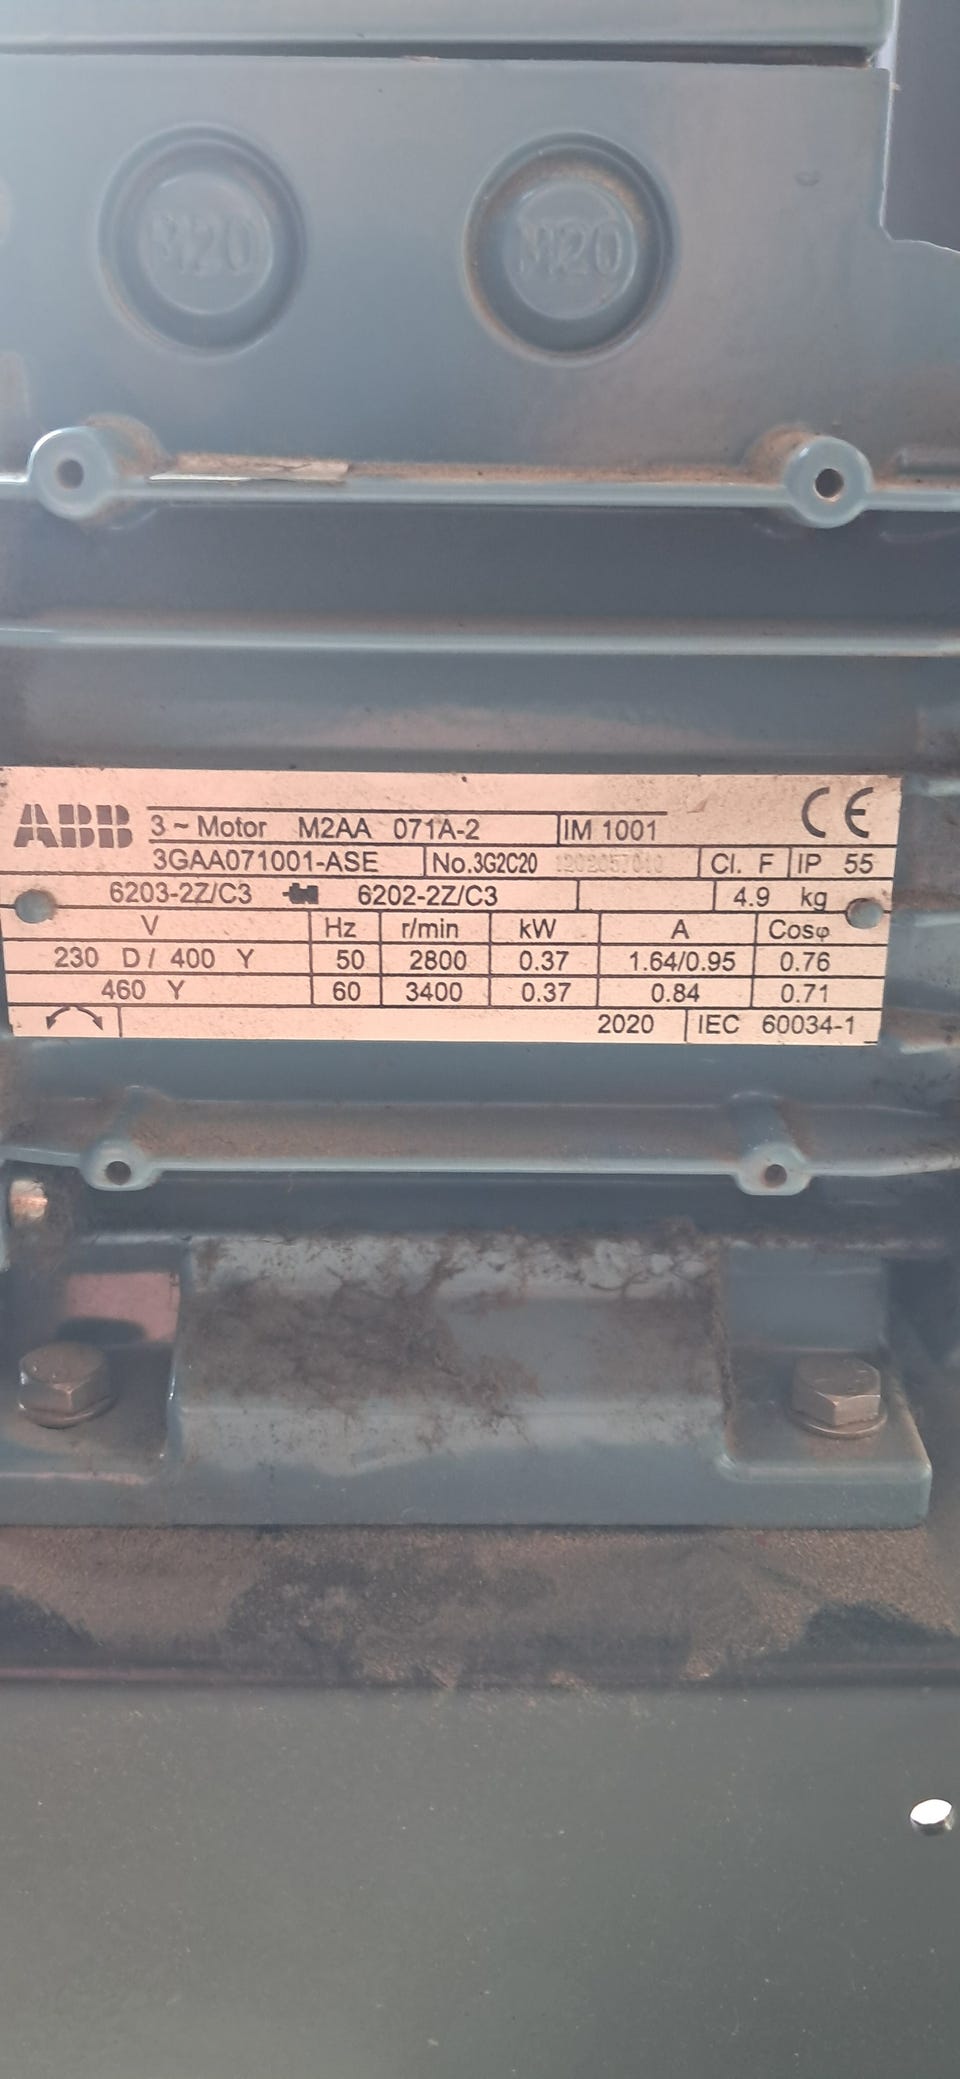 M20 M20
ABB 3~Motor M2AA 071A-2 IM 1001 CE
3GAA071001-ASE No.3G2C20 Cl. F IP 55
6203-2Z/C3 6202-2Z/C3 4.9 kg
V Hz r/min kW A Cosφ
230 D/ 400 Y 50 2800 0.37 1.64/0.95 0.76
460 Y 60 3400 0.37 0.84 0.71
2020 IEC 60034-1